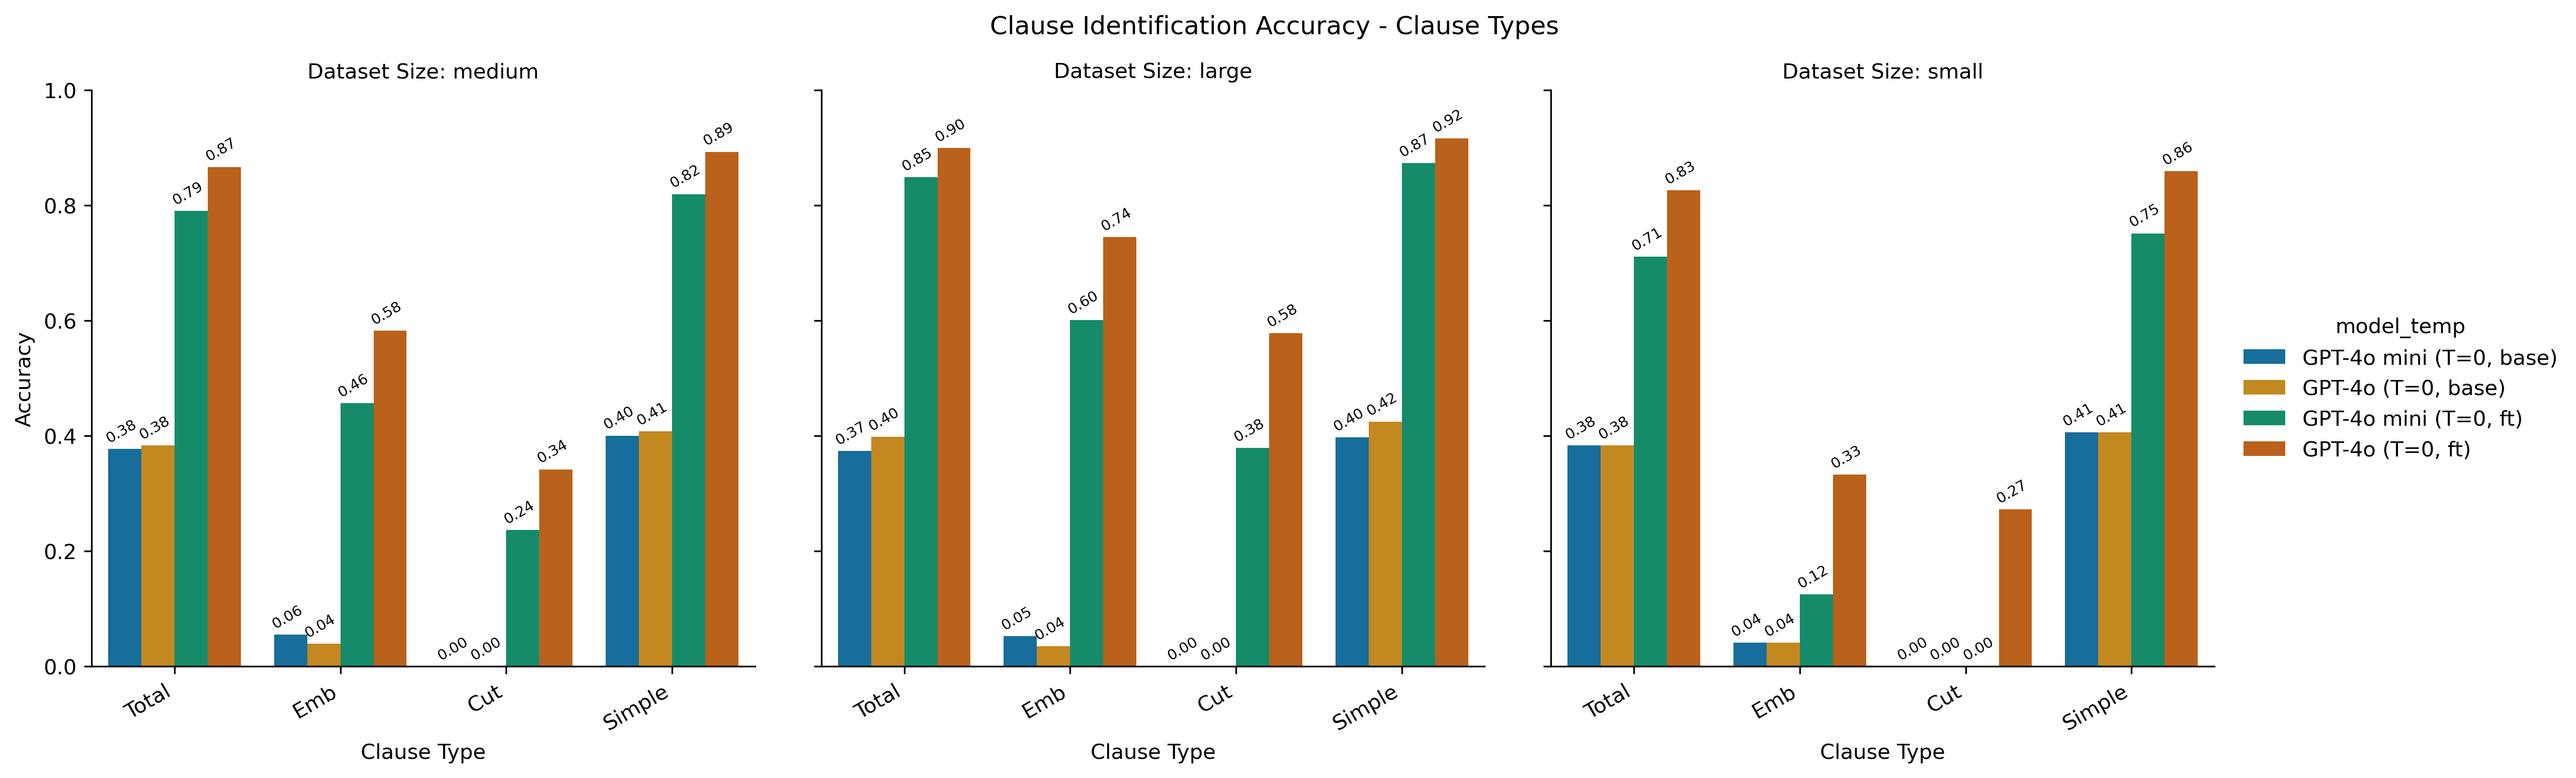 Clause Identification Accuracy - Clause Types
Dataset Size: medium
Accuracy
1.0
0.8
0.6
0.4
0.2
0.0
0.38
0.38
0.79
0.87
0.06
0.04
0.46
0.58
0.00
0.00
0.24
0.34
0.40
0.41
0.82
0.89
Total
Emb
Cut
Simple
Clause Type
Dataset Size: large
0.37
0.40
0.85
0.90
0.05
0.04
0.60
0.74
0.00
0.00
0.38
0.58
0.40
0.42
0.87
0.92
Total
Emb
Cut
Simple
Clause Type
Dataset Size: small
0.38
0.38
0.71
0.83
0.04
0.04
0.12
0.33
0.00
0.00
0.00
0.27
0.41
0.41
0.75
0.86
Total
Emb
Cut
Simple
Clause Type
model_temp
GPT-4o mini (T=0, base)
GPT-4o (T=0, base)
GPT-4o mini (T=0, ft)
GPT-4o (T=0, ft)